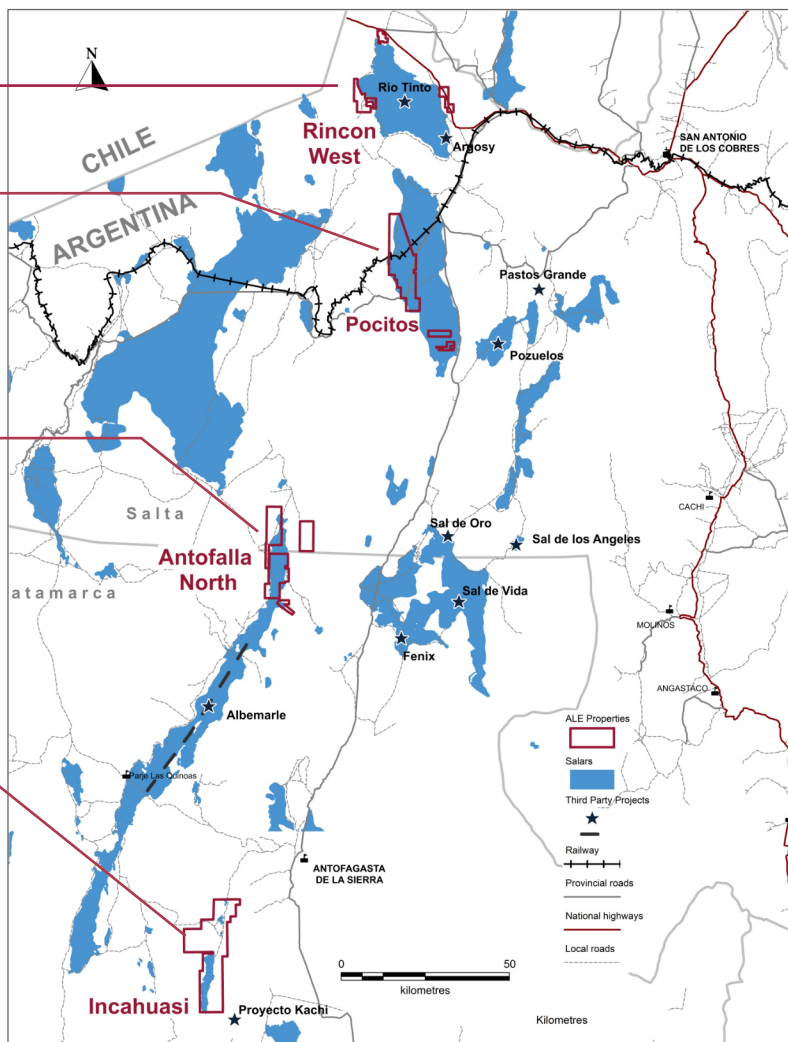 N
CHILE
ARGENTINA
Rio Tinto
Rincon
West
Argosy
SAN ANTONIO
DE LOS COBRES
Pastos Grande
Pocitos
Pozuelos
CACHI
Salta
Sal de Oro
Sal de los Angeles
Antofalla
North
atamarca
Sal de Vida
MOLINOS
Fenix
ANGASTACO
Albemarle
Parje Las Quinoas
ALE Properties
Salars
Third Party Projects
Railway
Provincial roads
National highways
Local roads
ANTOFAGASTA
DE LA SIERRA
0 50
kilometres
Incahuasi
Proyecto Kachi
Kilometres